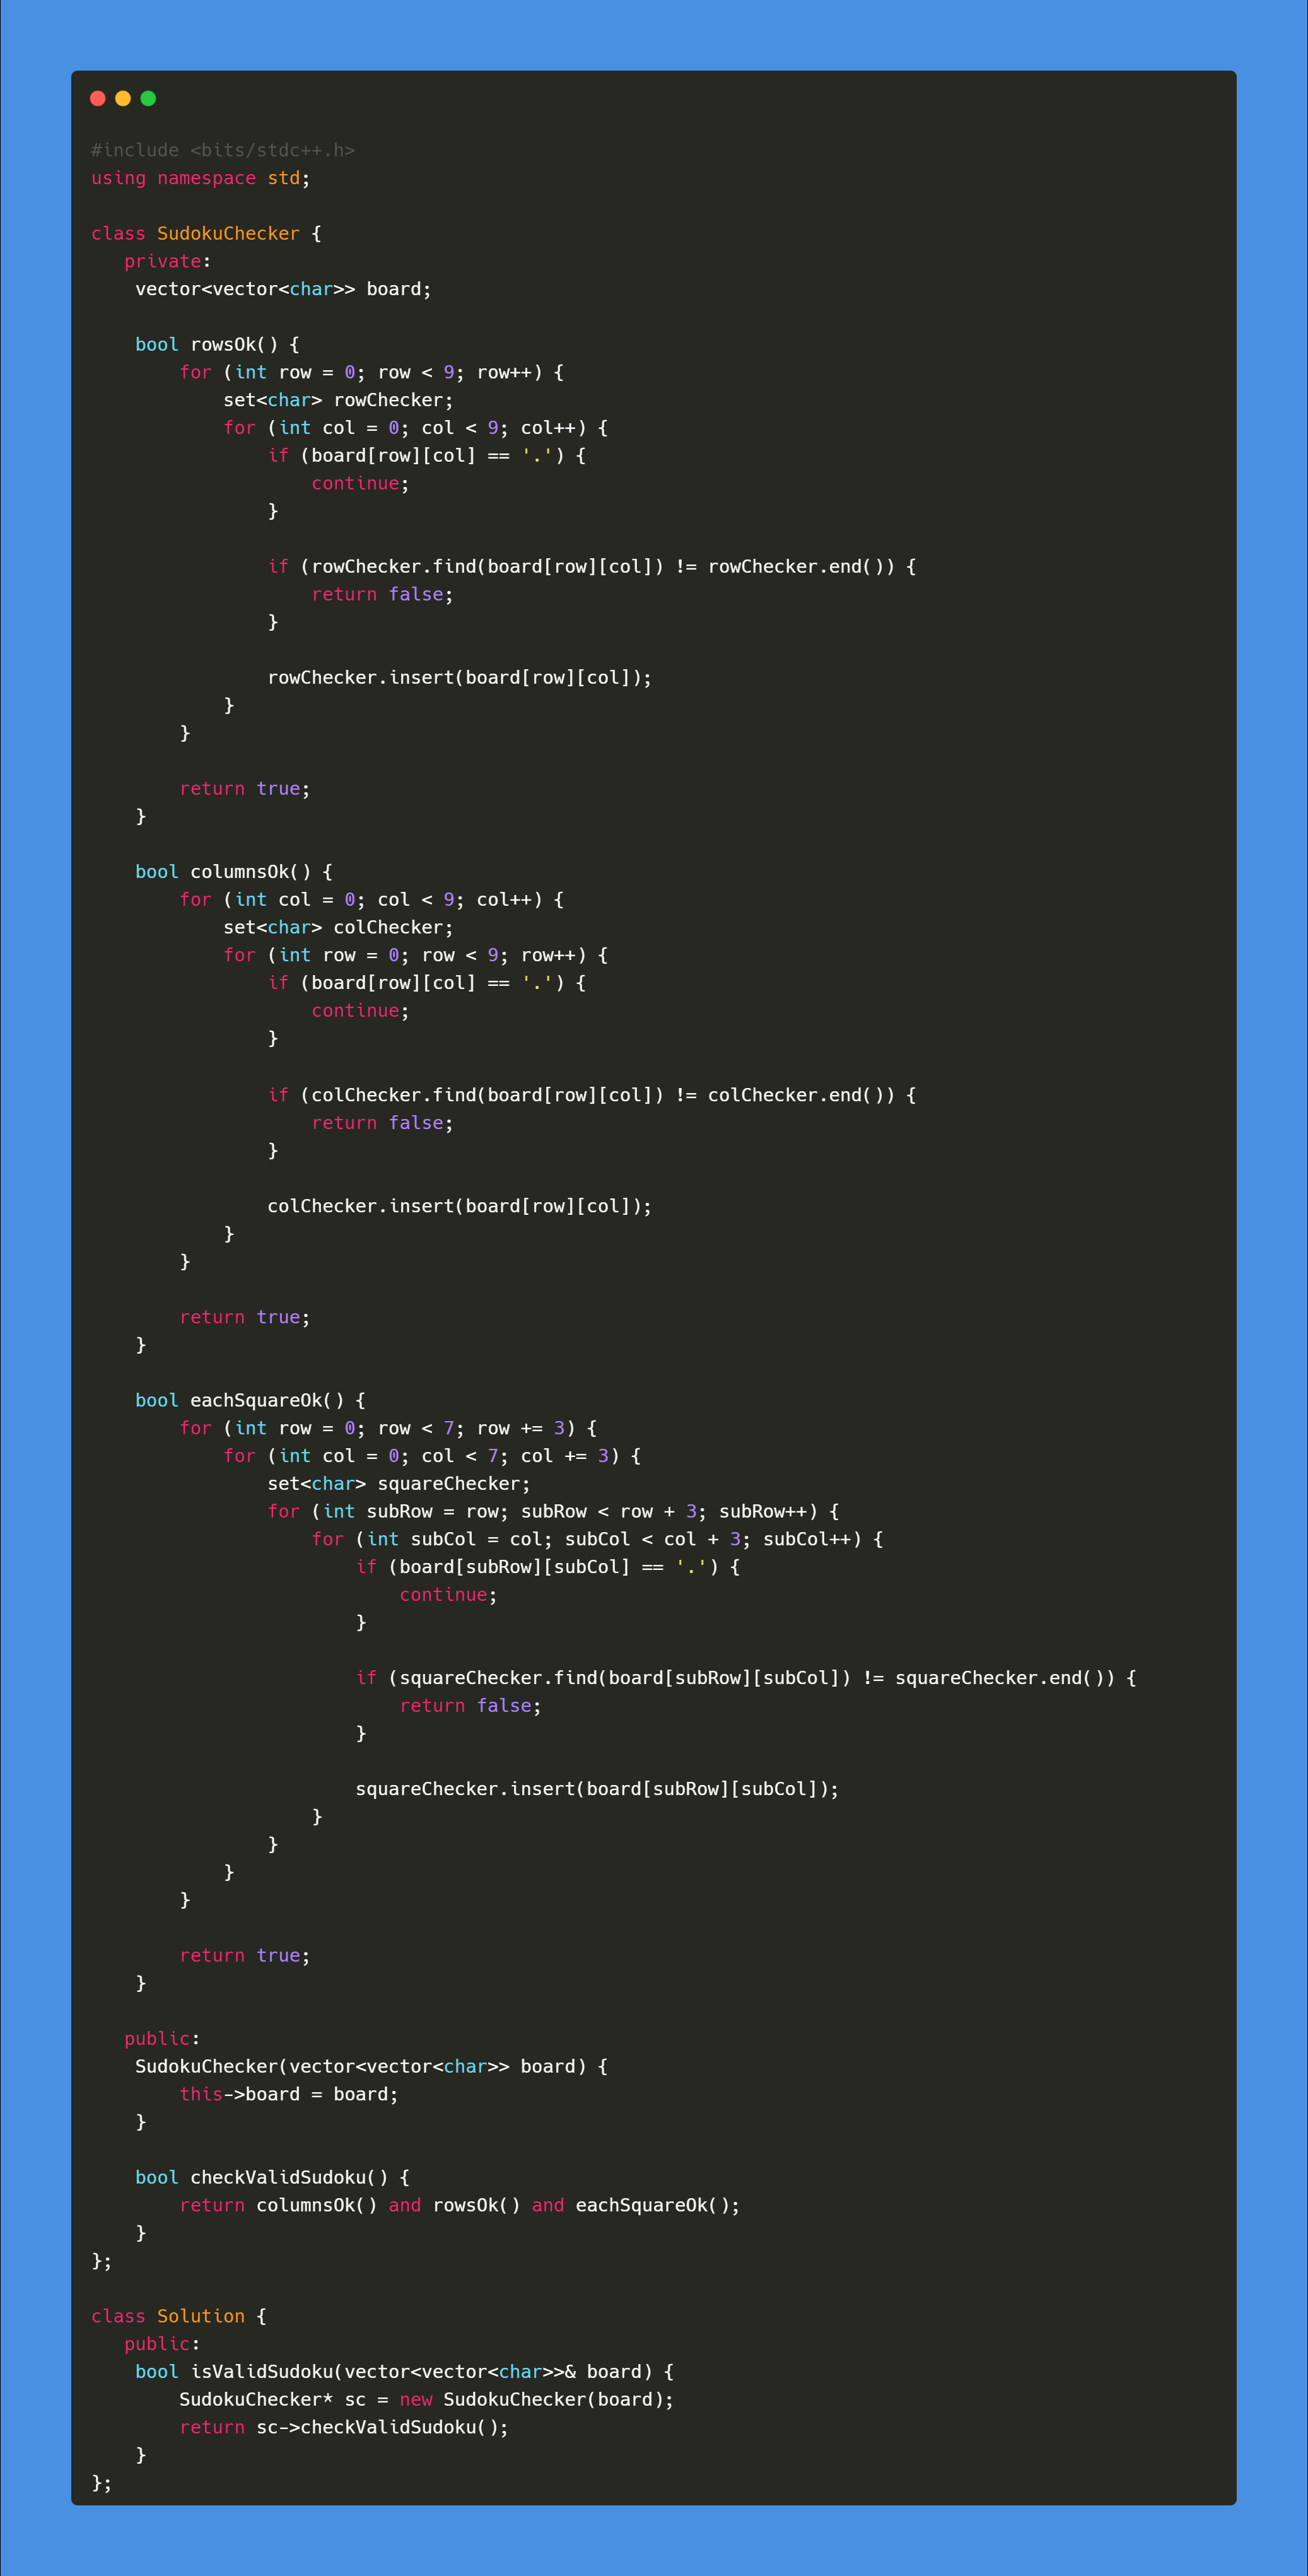 #include <bits/stdc++.h>
using namespace std;

class SudokuChecker {
   private:
    vector<vector<char>> board;

    bool rowsOk() {
        for (int row = 0; row < 9; row++) {
            set<char> rowChecker;
            for (int col = 0; col < 9; col++) {
                if (board[row][col] == '.') {
                    continue;
                }

                if (rowChecker.find(board[row][col]) != rowChecker.end()) {
                    return false;
                }

                rowChecker.insert(board[row][col]);
            }
        }

        return true;
    }

    bool columnsOk() {
        for (int col = 0; col < 9; col++) {
            set<char> colChecker;
            for (int row = 0; row < 9; row++) {
                if (board[row][col] == '.') {
                    continue;
                }

                if (colChecker.find(board[row][col]) != colChecker.end()) {
                    return false;
                }

                colChecker.insert(board[row][col]);
            }
        }

        return true;
    }

    bool eachSquareOk() {
        for (int row = 0; row < 7; row += 3) {
            for (int col = 0; col < 7; col += 3) {
                set<char> squareChecker;
                for (int subRow = row; subRow < row + 3; subRow++) {
                    for (int subCol = col; subCol < col + 3; subCol++) {
                        if (board[subRow][subCol] == '.') {
                            continue;
                        }

                        if (squareChecker.find(board[subRow][subCol]) != squareChecker.end()) {
                            return false;
                        }

                        squareChecker.insert(board[subRow][subCol]);
                    }
                }
            }
        }

        return true;
    }

   public:
    SudokuChecker(vector<vector<char>> board) {
        this->board = board;
    }

    bool checkValidSudoku() {
        return columnsOk() and rowsOk() and eachSquareOk();
    }
};

class Solution {
   public:
    bool isValidSudoku(vector<vector<char>>& board) {
        SudokuChecker* sc = new SudokuChecker(board);
        return sc->checkValidSudoku();
    }
};